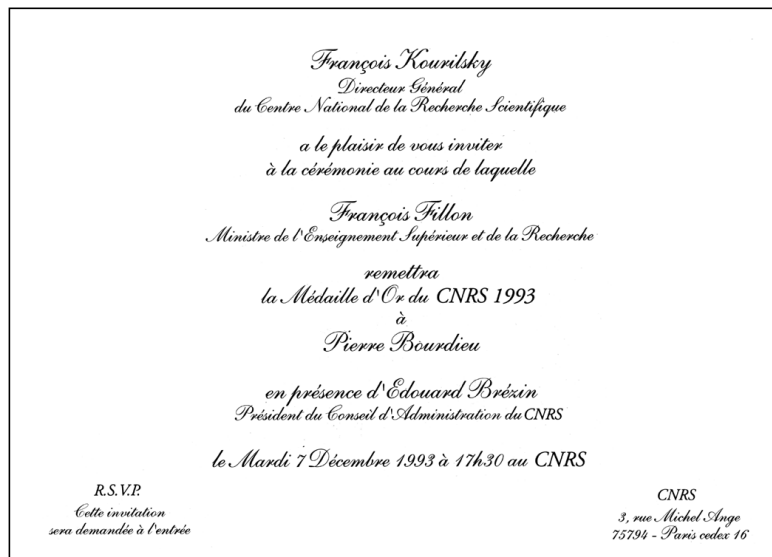 François Kourilsky
Directeur Général
du Centre National de la Recherche Scientifique
a le plaisir de vous inviter
à la cérémonie au cours de laquelle
François Fillon
Ministre de l'Enseignement Supérieur et de la Recherche
remettra
la Médaille d'Or du CNRS 1993
à
Pierre Bourdieu
en présence d'Edouard Brézin
Président du Conseil d'Administration du CNRS
le Mardi 7 Décembre 1993 à 17h30 au CNRS
R.S.V.P.
Cette invitation
sera demandée à l'entrée
CNRS
3, rue Michel Ange
75794 - Paris cedex 16